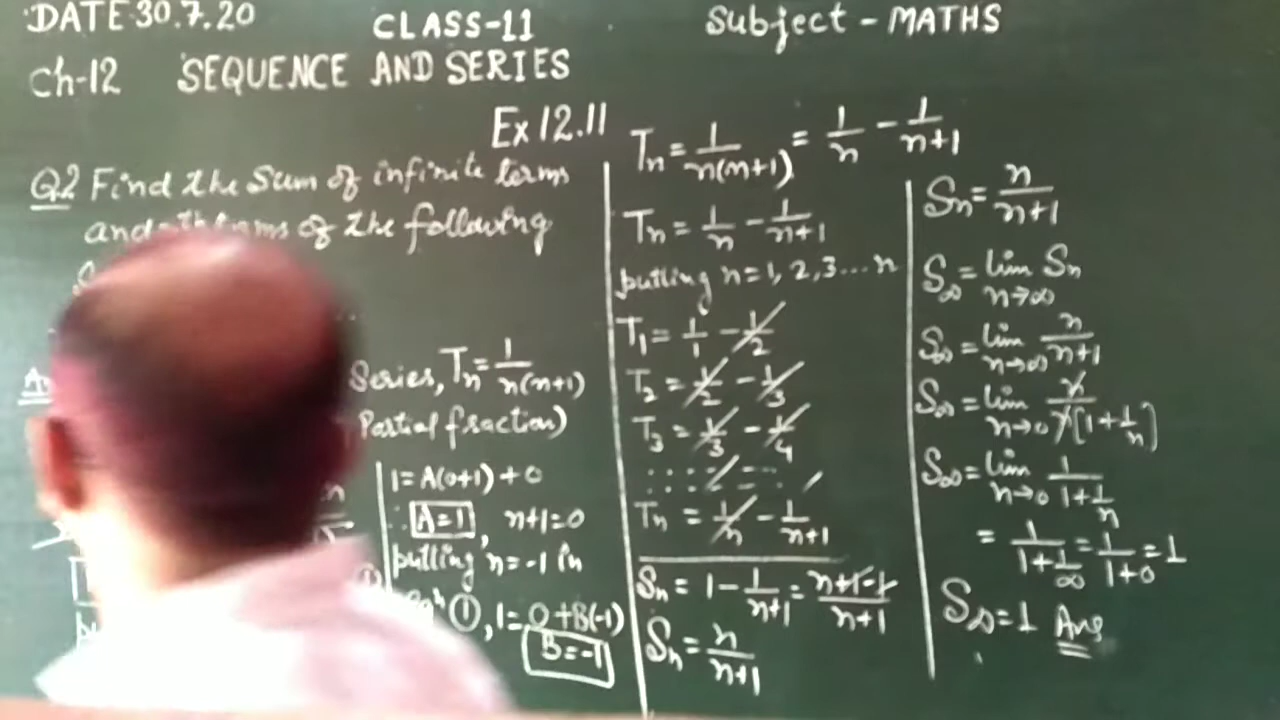 DATE 30.7.20 CLASS-11 Subject - MATHS
Ch-12 SEQUENCE AND SERIES
Ex 12.11
Q2 Find the sum of infinite terms
and of the following
Series, Tn = 1/n(n+1)
Partial fraction)
1 = A(0+1) + 0
∴ A = 1, n+1 = 0
putting n = -1 in
①, 1 = 0 + B(-1)
B = -1
Tn = 1/n(n+1) = 1/n - 1/n+1
Tn = 1/n - 1/n+1
putting n = 1, 2, 3 ... n
T1 = 1/1 - 1/2
T2 = 1/2 - 1/3
T3 = 1/3 - 1/4
Tn = 1/n - 1/n+1
Sn = 1 - 1/n+1 = n+1-1/n+1
Sn = n/n+1
Sn = n/n+1
S∞ = lim n→∞ Sn
S∞ = lim n→∞ n/n+1
S∞ = lim n→0 n/n[1+1/n]
S∞ = lim n→0 1/1+1/n
= 1/1+1/∞ = 1/1+0 = 1
S∞ = 1 Ans